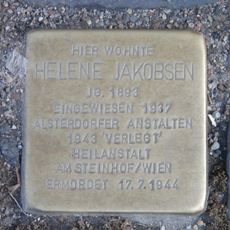 HIER WOHNTE
HELENE JAKOBSEN
JG. 1893
EINGEWIESEN 1937
ALSTERDORFER ANSTALTEN
1943 'VERLEGT'
HEILANSTALT
AM STEINHOF/WIEN
ERMORDET 17.7.1944